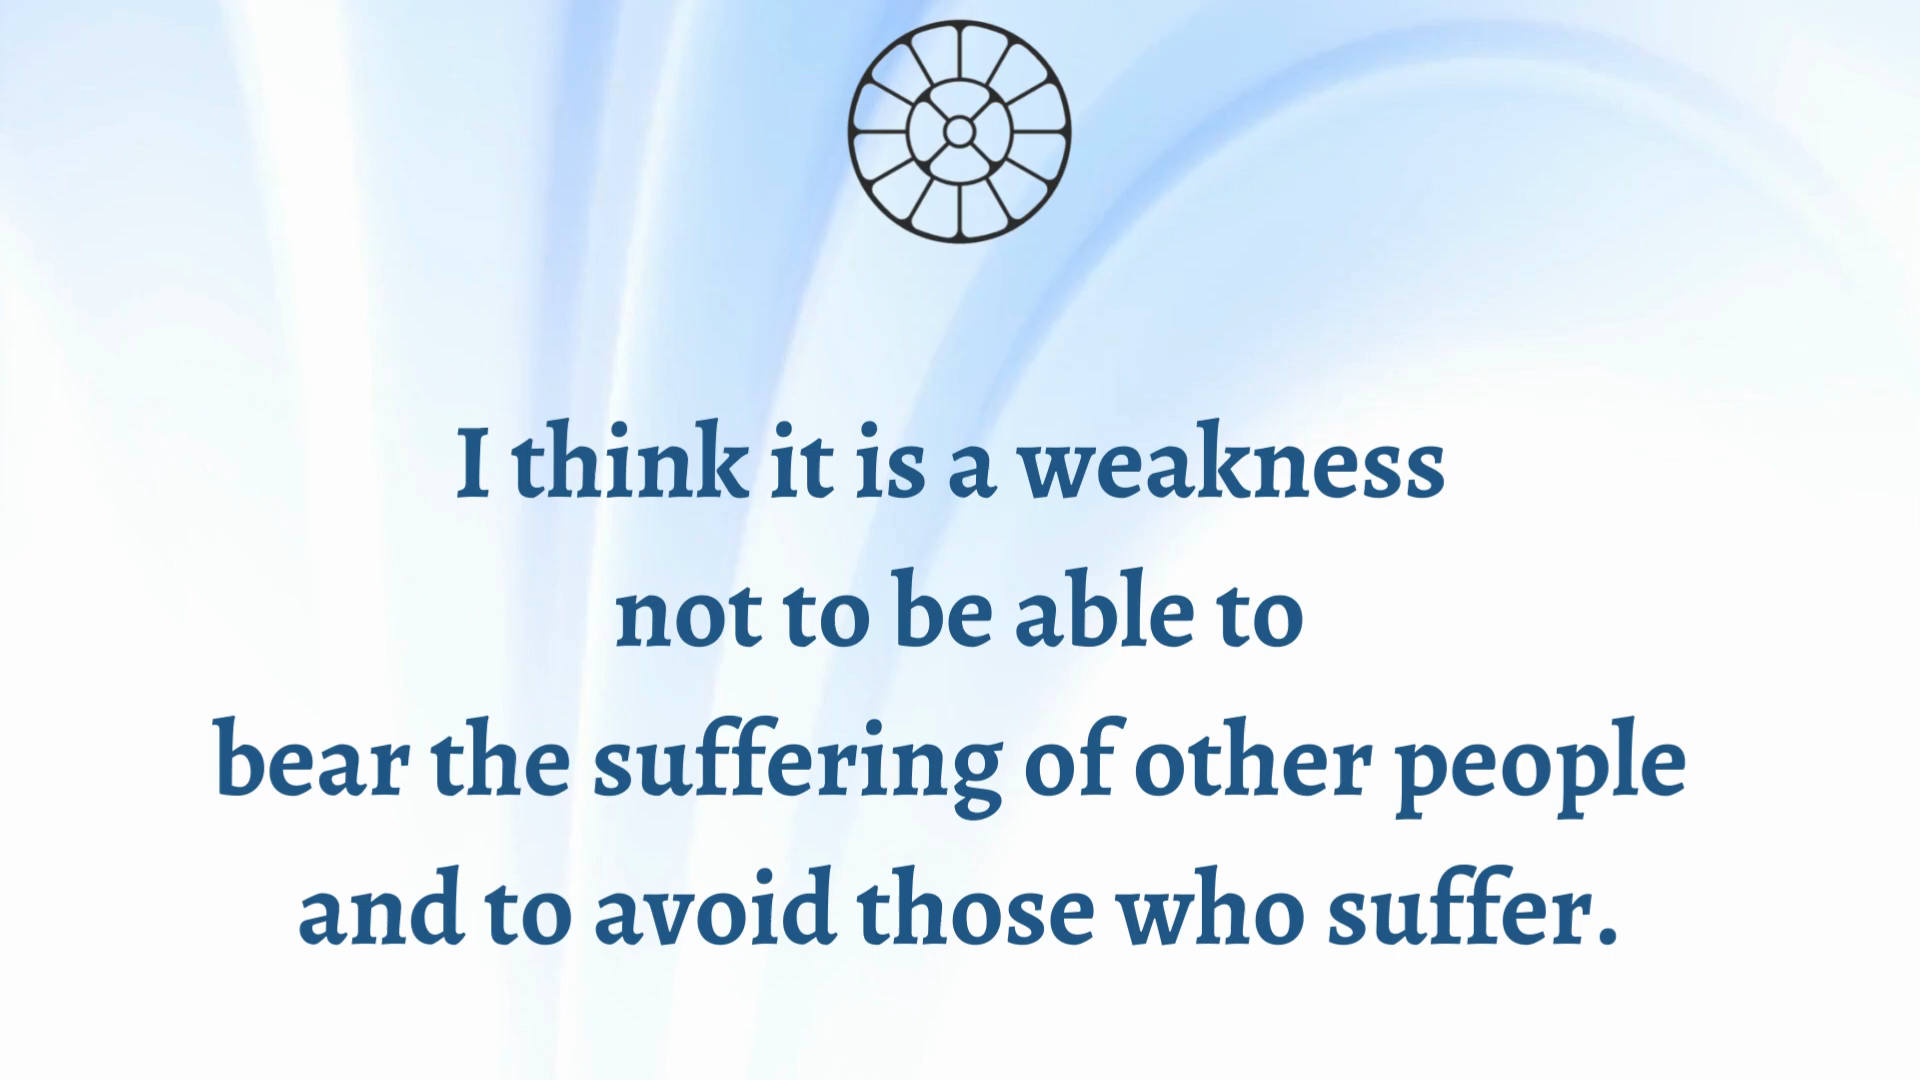 I think it is a weakness
not to be able to
bear the suffering of other people
and to avoid those who suffer.